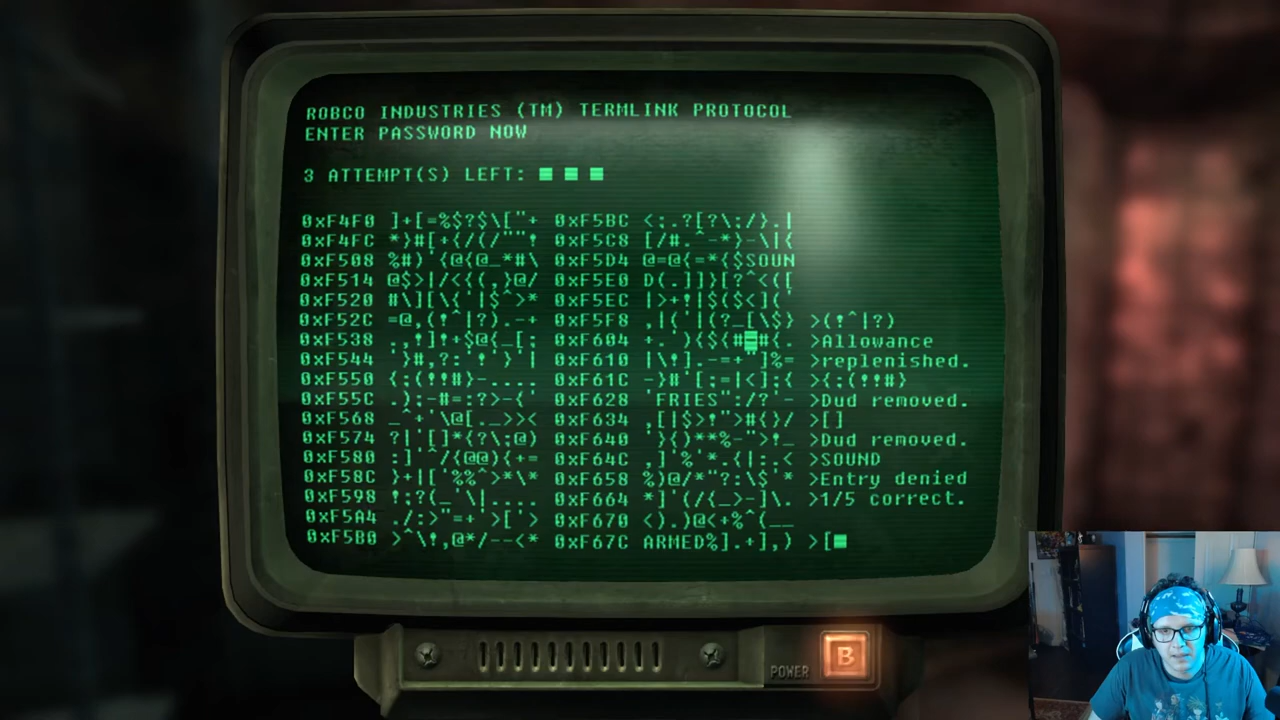 ROBCO INDUSTRIES (TM) TERMLINK PROTOCOL
ENTER PASSWORD NOW
3 ATTEMPT(S) LEFT: ■ ■ ■
0xF4F0 ]+[=%$?$\["+ 0xF5BC <;.?[?\;/}.|
0xF4FC *}#[+{/(/""! 0xF5C8 [/#.^-*}-\|{
0xF508 %#)'{@{@_*#\ 0xF5D4 @=@{=*{$SOUN
0xF514 @$>|/<{(,}@/ 0xF5E0 D(.]]}[?^<([
0xF520 #\][\{'|$^>* 0xF5EC |>+!|$($<]('
0xF52C =@,(!^|?).-+ 0xF5F8 ,|('|(?_[\$} >(!^|?)
0xF538 .,!]!+$@{_[; 0xF604 +.`){${#[#{. >Allowance
0xF544 '}#,?:'!'}'| 0xF610 |\!].-=+"]%= >replenished.
0xF550 {;(!!#}-.... 0xF61C -}#'[;=|<];{ >{;(!!#}
0xF55C .);-#=:?>-{' 0xF628 'FRIES":/?'- >Dud removed.
0xF568 _^+'\@[._>>< 0xF634 ,[|$>!">#{}/ >[]
0xF574 ?|'[]*{?\;@) 0xF640 '}{)**%-">!_ >Dud removed.
0xF580 :]'^/{@@){+= 0xF64C ,]'%'*.{|:,< >SOUND
0xF58C }+|['%%^>*\* 0xF658 %)@/*"?:\$'* >Entry denied
0xF598 !;?(_'\|.... 0xF664 *]'(/{_>-]\. >1/5 correct.
0xF5A4 ./:>"=+'>['> 0xF670 <).)@<+%^(__
0xF5B0 >^\!,@*/--<* 0xF67C ARMED%].+],) >[■
POWER
B